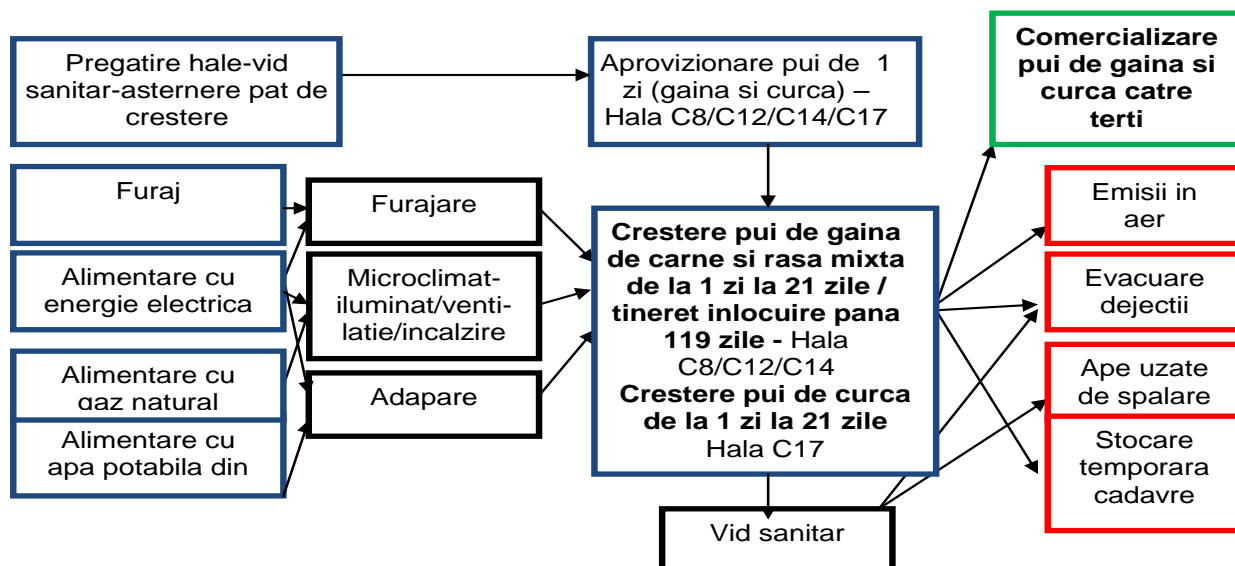 Pregatire hale-vid
sanitar-asternere pat de
crestere
Aprovizionare pui de 1
zi (gaina si curca) –
Hala C8/C12/C14/C17
Comercializare
pui de gaina si
curca catre
terti
Furaj
Alimentare cu
energie electrica
Alimentare cu
gaz natural
Alimentare cu
apa potabila din
Furajare
Microclimat-
iluminat/venti-
latie/incalzire
Adapare
Crestere pui de gaina
de carne si rasa mixta
de la 1 zi la 21 zile /
tineret inlocuire pana
119 zile - Hala
C8/C12/C14
Crestere pui de curca
de la 1 zi la 21 zile
Hala C17
Vid sanitar
Emisii in
aer
Evacuare
dejectii
Ape uzate
de spalare
Stocare
temporara
cadavre